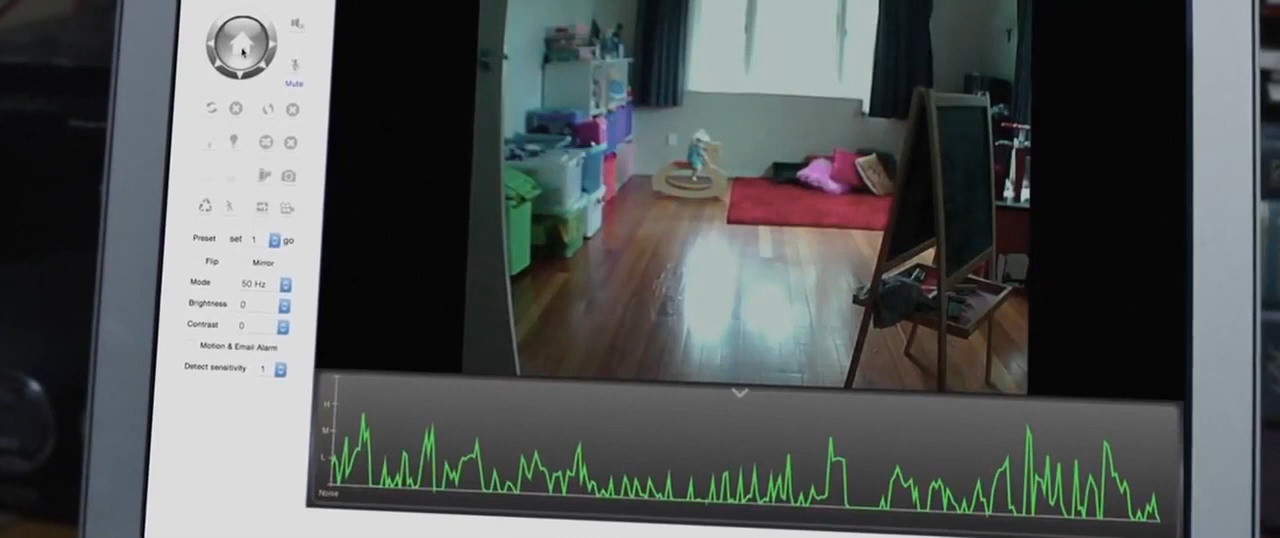 Mute
Preset set 1 go
Flip Mirror
Mode 50 Hz
Brightness 0
Contrast 0
Motion & Email Alarm
Detect sensitivity 1
H
M
L
Noise